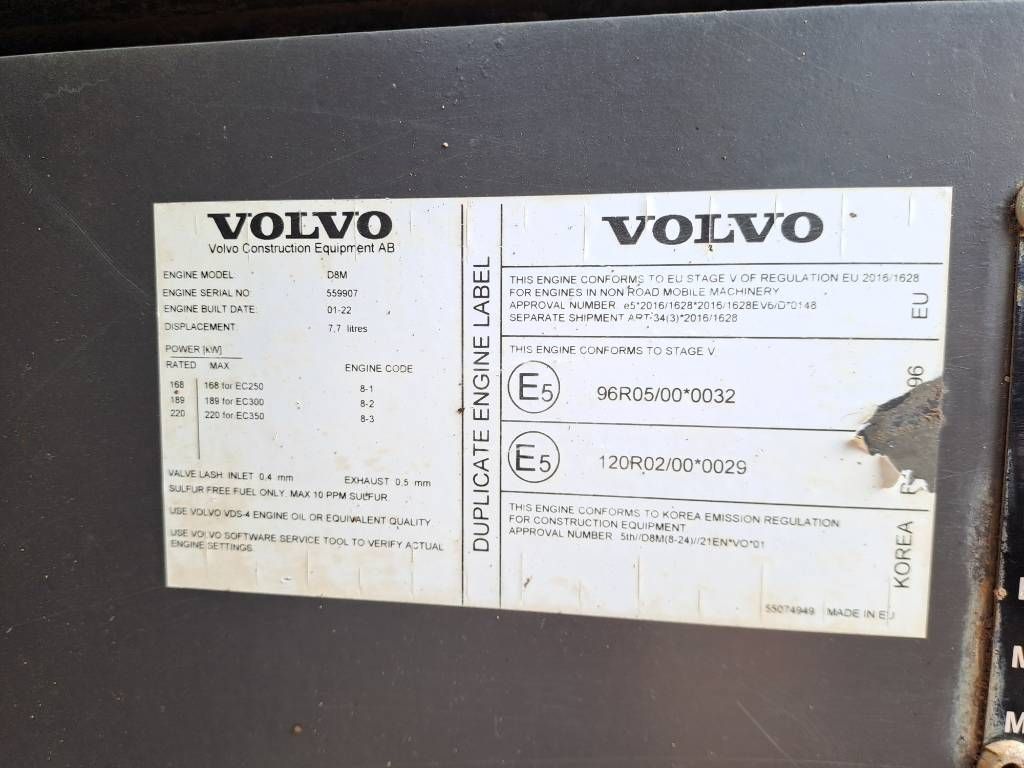 VOLVO
Volvo Construction Equipment AB
ENGINE MODEL D8M
ENGINE SERIAL NO 559907
ENGINE BUILT DATE: 01-22
DISPLACEMENT: 7,7 litres
POWER [kW]
RATED MAX ENGINE CODE
168 168 for EC250 8-1
189 189 for EC300 8-2
220 220 for EC350 8-3
VALVE LASH INLET 0,4 mm EXHAUST 0,5 mm
SULFUR FREE FUEL ONLY. MAX 10 PPM SULFUR
USE VOLVO VDS-4 ENGINE OIL OR EQUIVALENT QUALITY
USE VOLVO SOFTWARE SERVICE TOOL TO VERIFY ACTUAL
ENGINE SETTINGS.
DUPLICATE ENGINE LABEL
VOLVO
THIS ENGINE CONFORMS TO EU STAGE V OF REGULATION EU 2016/1628
FOR ENGINES IN NON ROAD MOBILE MACHINERY
APPROVAL NUMBER e5*2016/1628*2016/1628EV6/D*0148
SEPARATE SHIPMENT ART-34(3)*2016/1628
EU
THIS ENGINE CONFORMS TO STAGE V
E5 96R05/00*0032
96
E5 120R02/00*0029
THIS ENGINE CONFORMS TO KOREA EMISSION REGULATION
FOR CONSTRUCTION EQUIPMENT
APPROVAL NUMBER 5th//D8M(8-24)//21EN*VO*01
KOREA
55074949 MADE IN EU